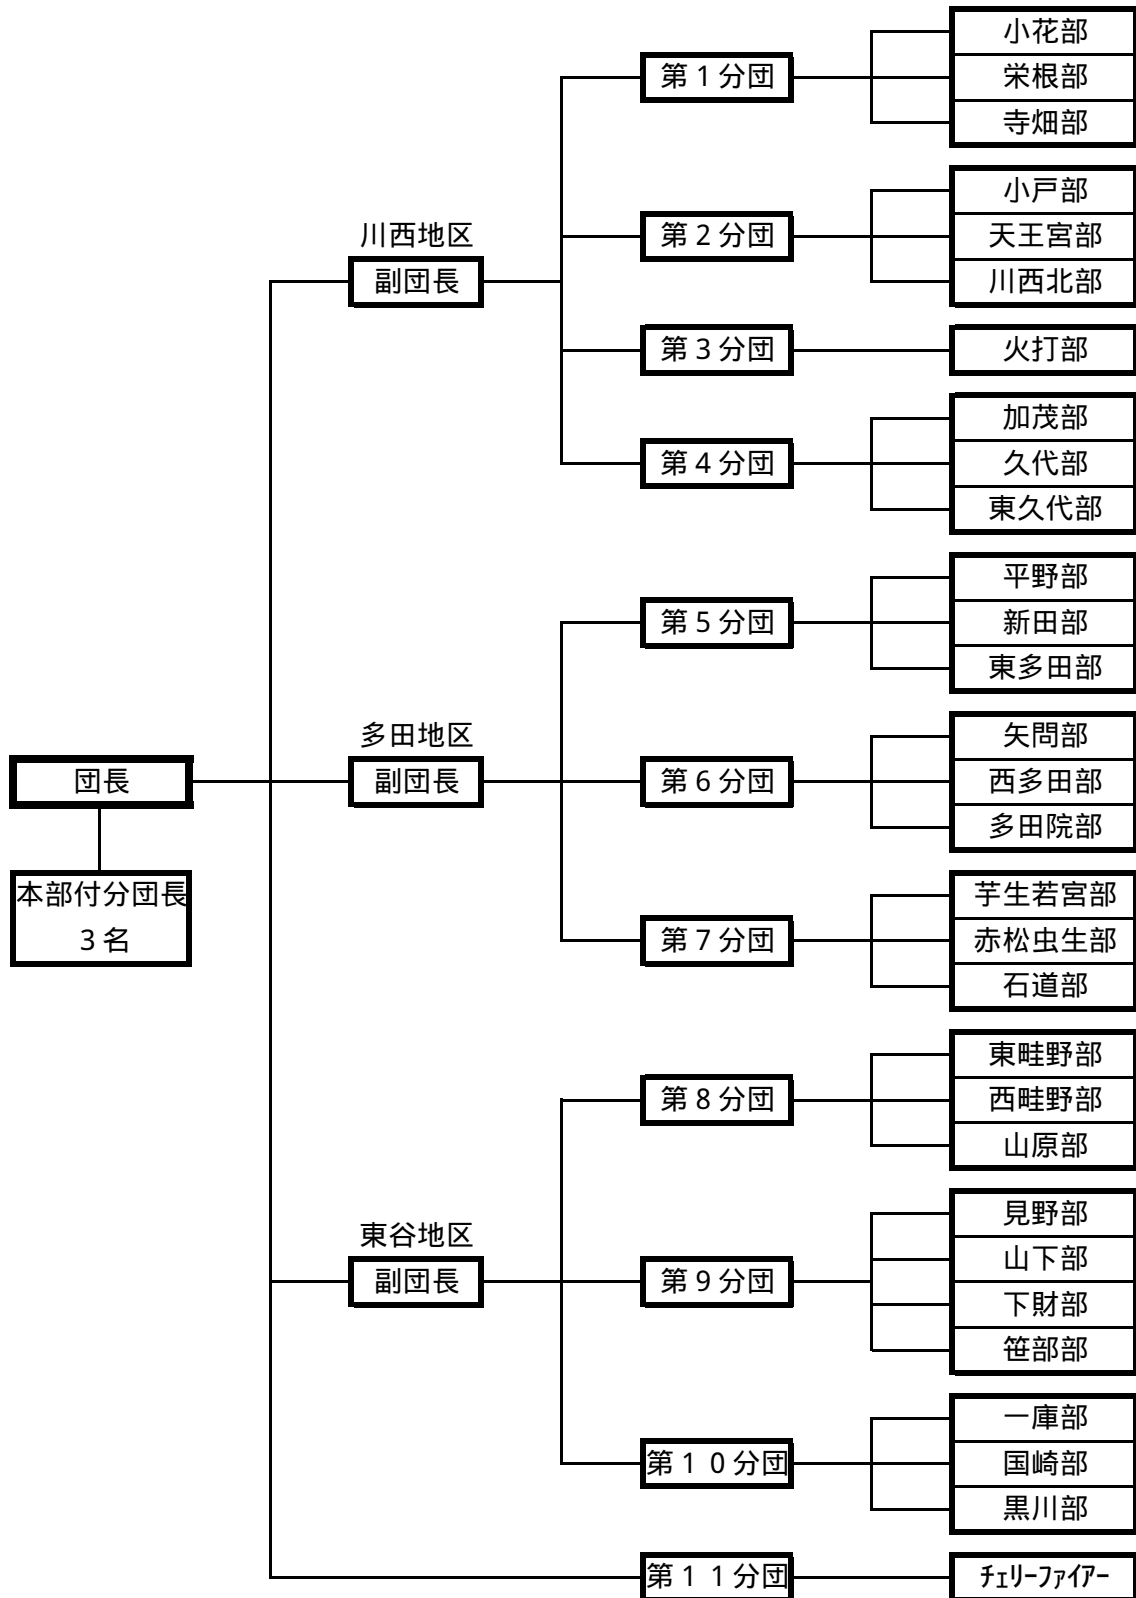 小花部
第１分団
栄根部
寺畑部
小戸部
川西地区
第２分団
天王宮部
副団長
川西北部
第３分団
火打部
加茂部
第４分団
久代部
東久代部
平野部
第５分団
新田部
東多田部
多田地区
矢問部
団長
副団長
第６分団
西多田部
多田院部
本部付分団長
３名
芋生若宮部
第７分団
赤松虫生部
石道部
東畦野部
第８分団
西畦野部
山原部
見野部
東谷地区
山下部
副団長
第９分団
下財部
笹部部
一庫部
第１０分団
国崎部
黒川部
第１１分団
ﾁｪﾘｰﾌｧｲｱｰ